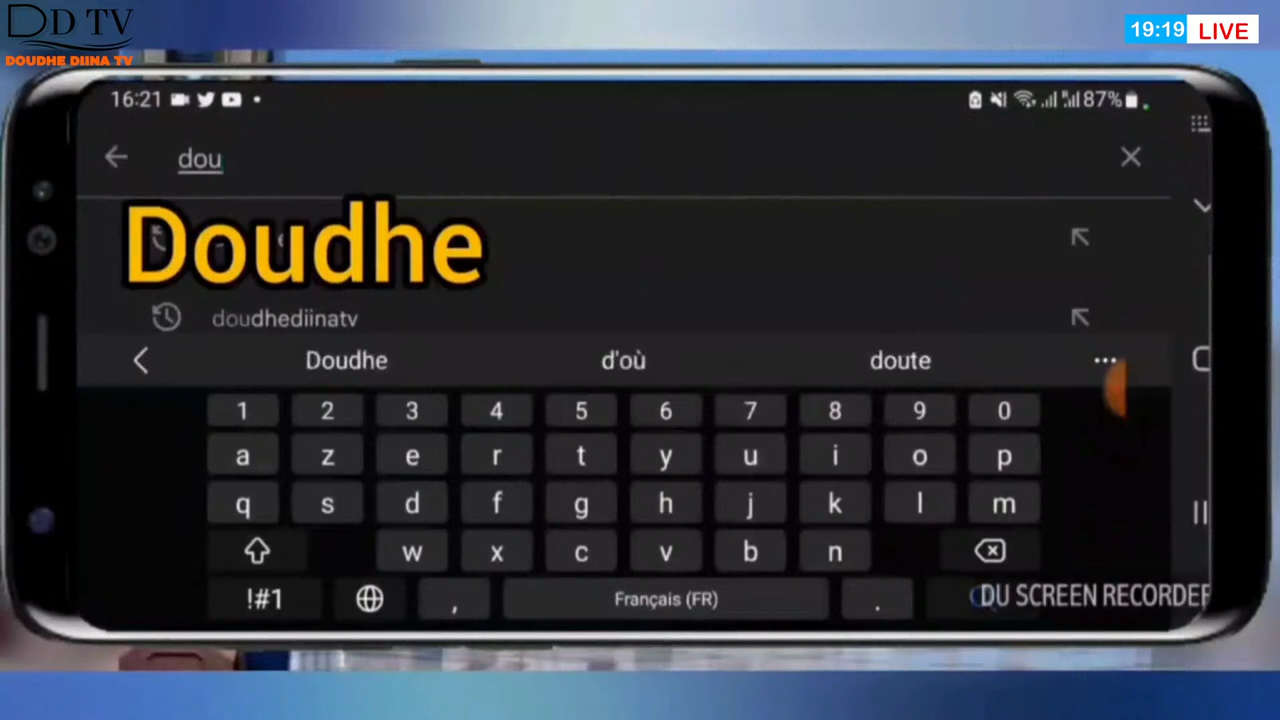 DD TV
DOUDHE DIINA TV
19:19 LIVE
16:21
87%
dou
Doudhe
doudhediinatv
Doudhe d'où doute
1 2 3 4 5 6 7 8 9 0
a z e r t y u i o p
q s d f g h j k l m
w x c v b n
!#1 , Français (FR) .
DU SCREEN RECORDER